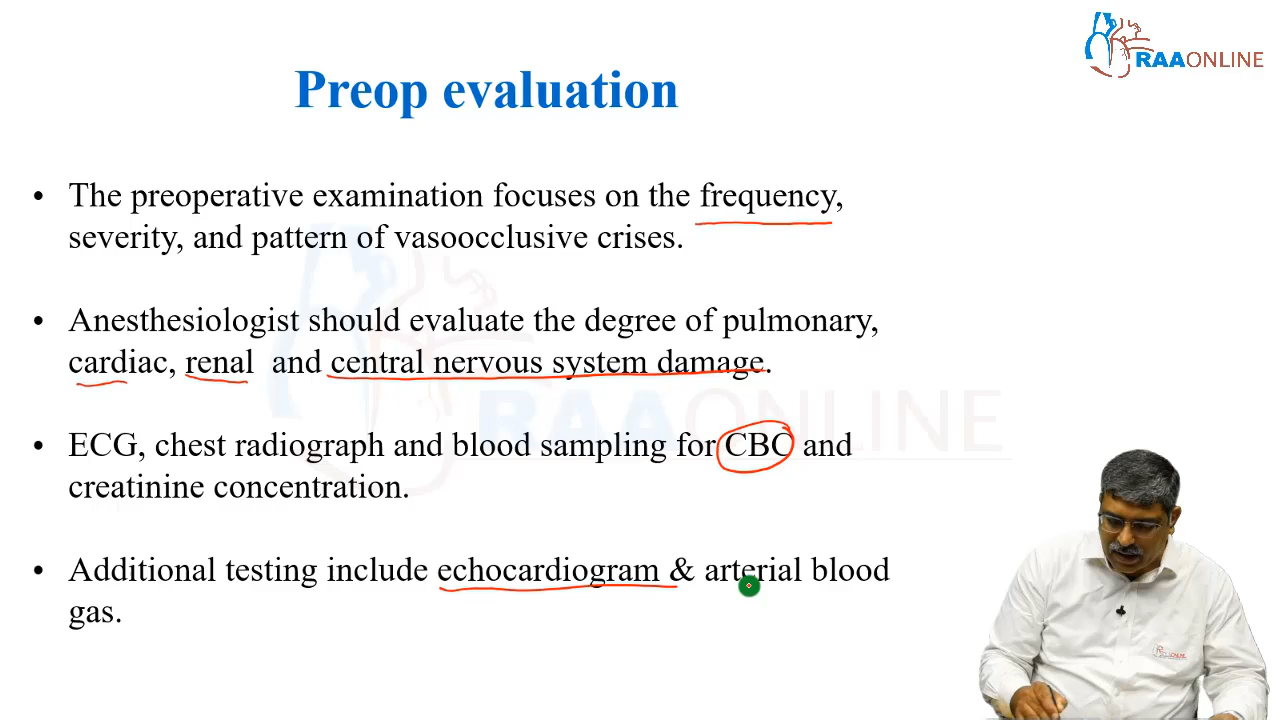 RAAONLINE
Preop evaluation
• The preoperative examination focuses on the frequency,
severity, and pattern of vasoocclusive crises.
• Anesthesiologist should evaluate the degree of pulmonary,
cardiac, renal and central nervous system damage.
RAAONLINE
• ECG, chest radiograph and blood sampling for CBC and
creatinine concentration.
• Additional testing include echocardiogram & arterial blood
gas.